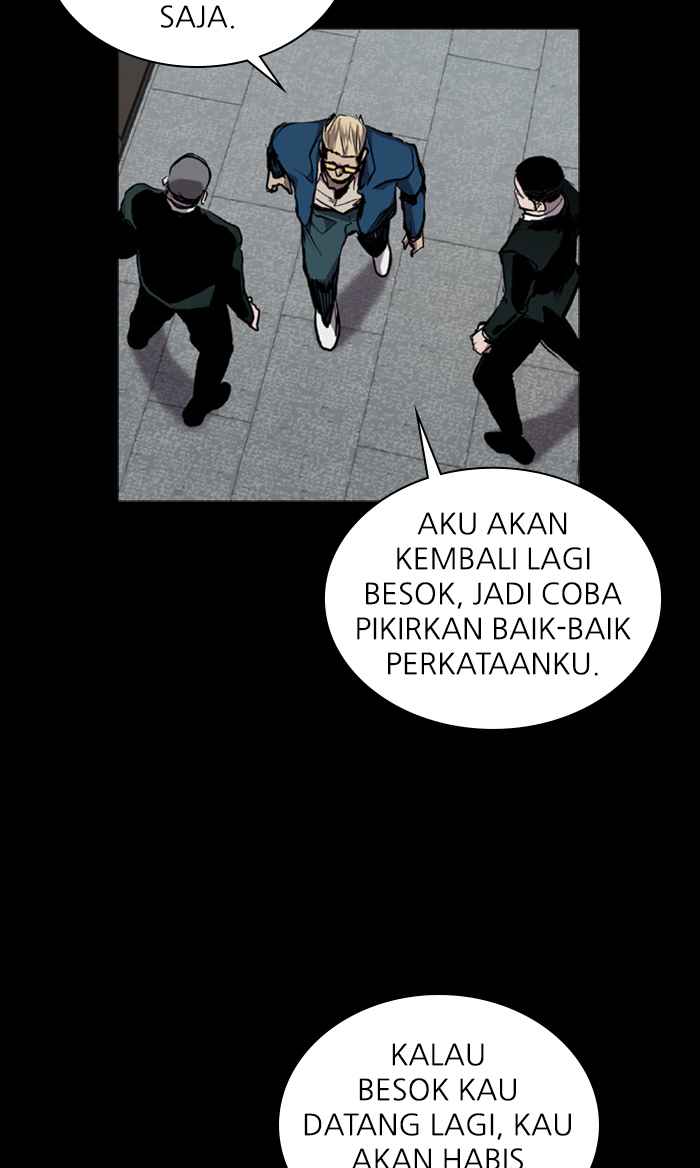 SAJA.
AKU AKAN
KEMBALI LAGI
BESOK, JADI COBA
PIKIRKAN BAIK-BAIK
PERKATAANKU.
KALAU
BESOK KAU
DATANG LAGI, KAU
AKAN HABIS